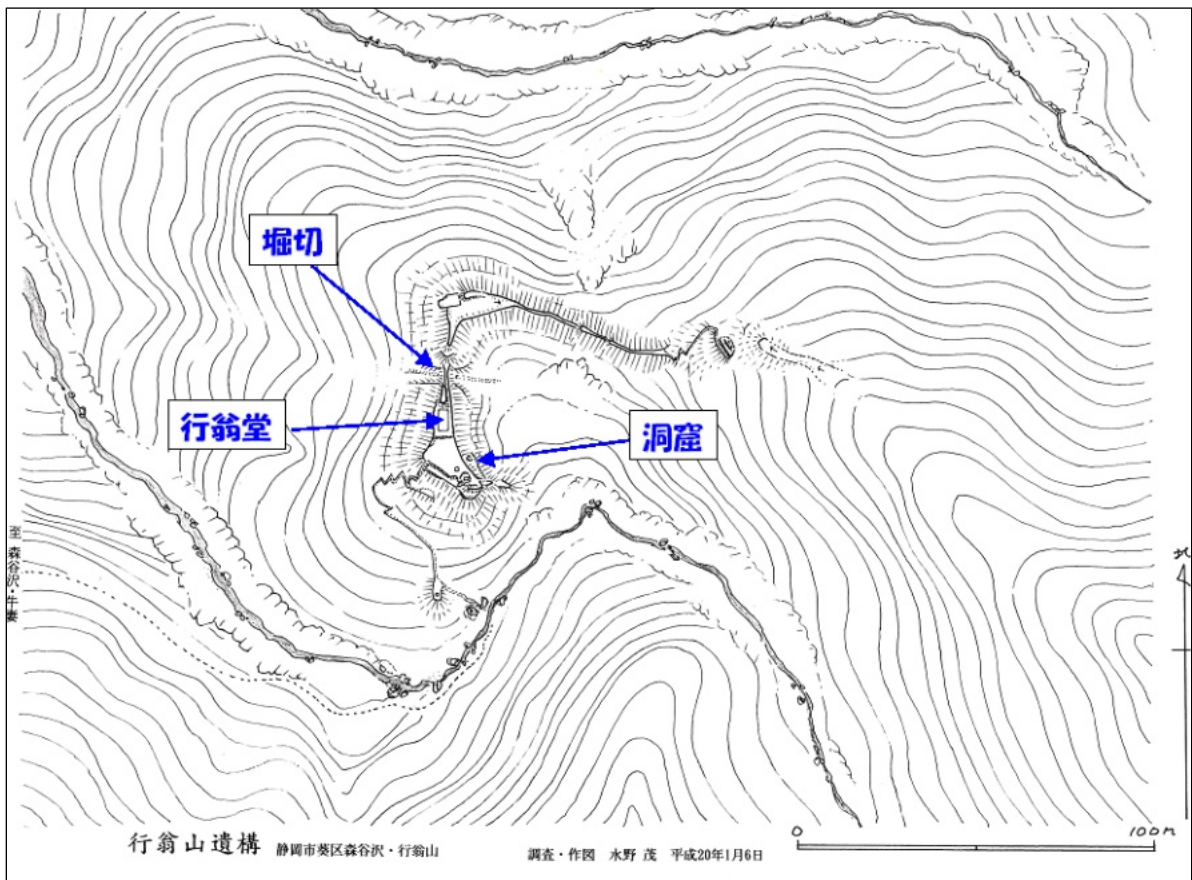 堀切
行翁堂
洞窟
至 森谷沢・牛妻
北
行翁山遺構 静岡市葵区森谷沢・行翁山
調査・作図 水野 茂 平成20年1月6日
0 100m